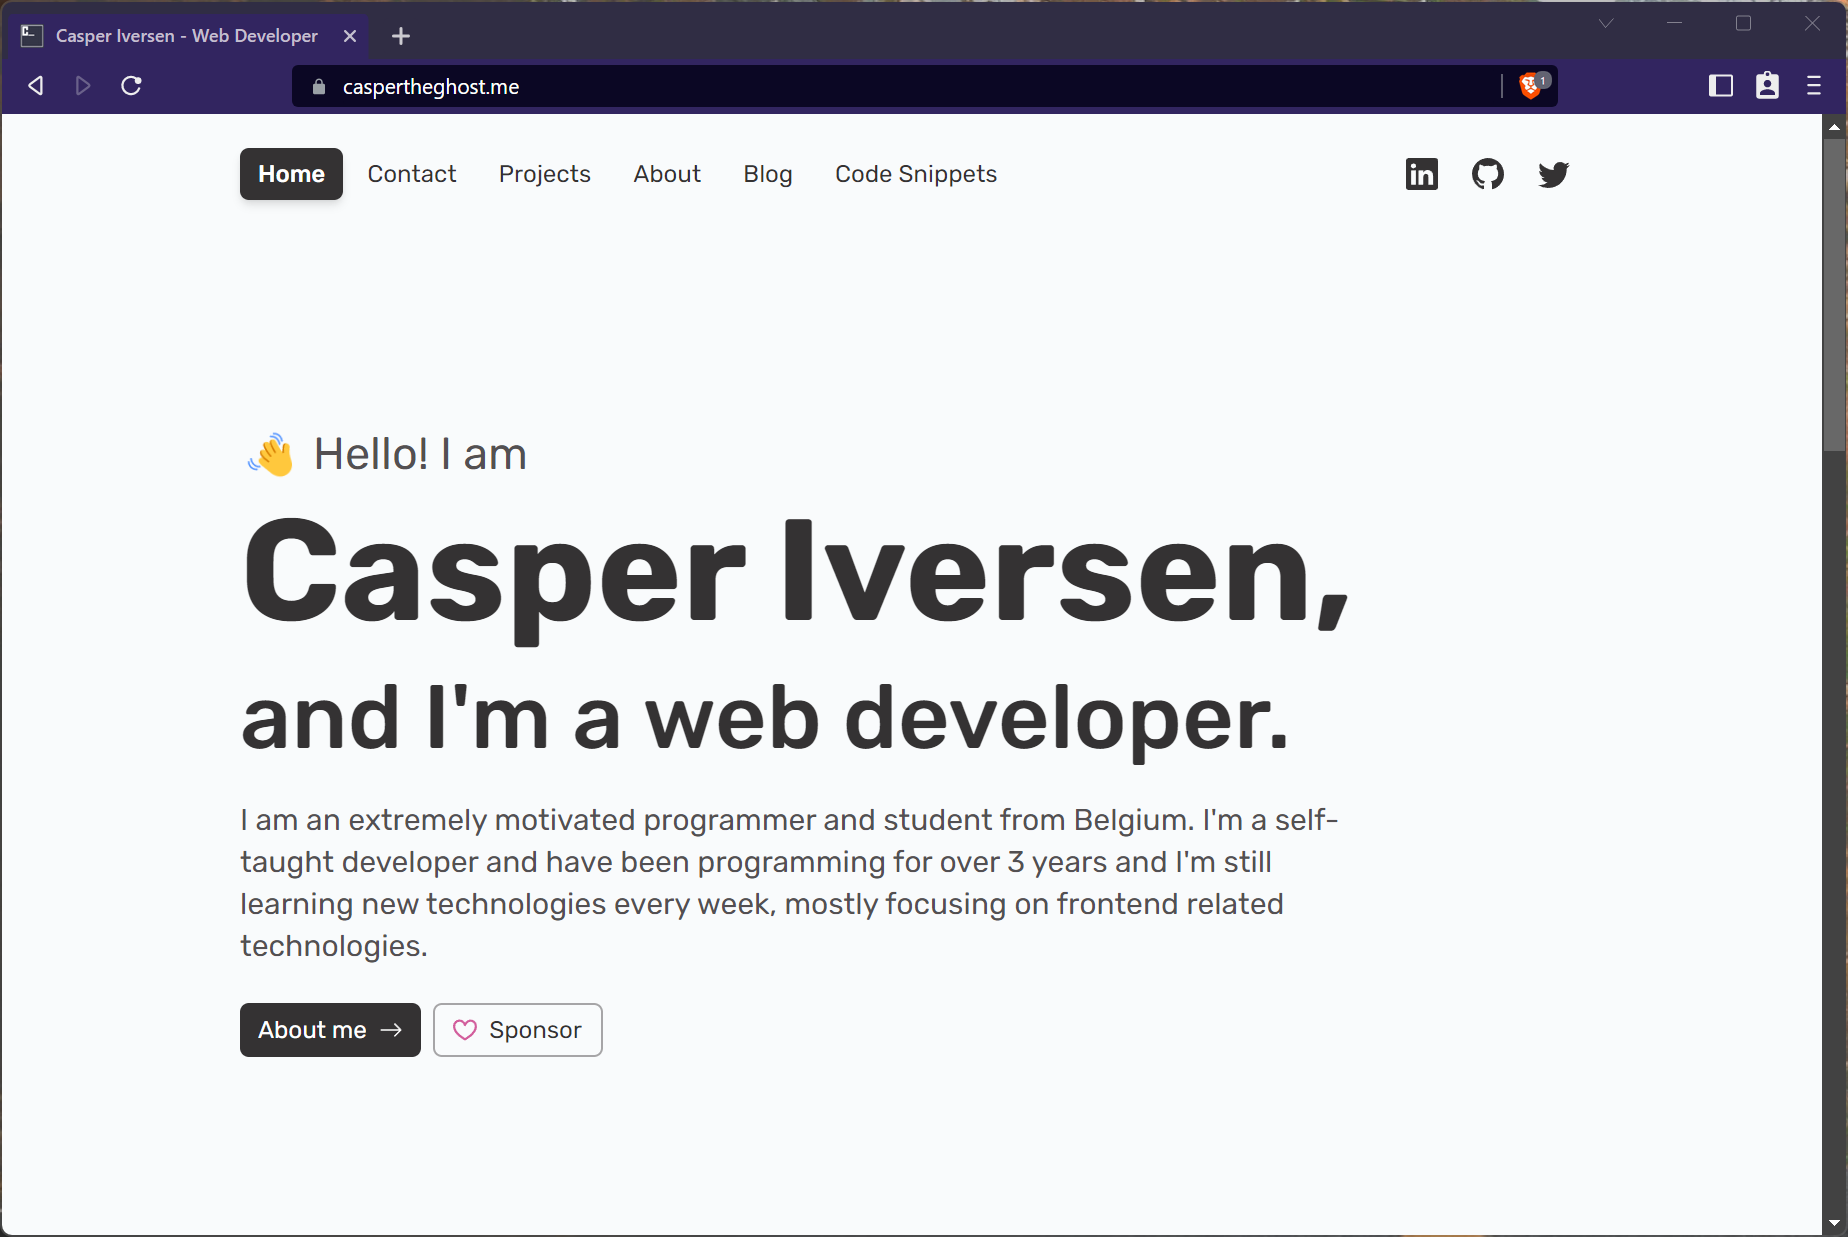 Casper Iversen - Web Developer
caspertheghost.me
1
Home Contact Projects About Blog Code Snippets
👋 Hello! I am
Casper Iversen,
and I'm a web developer.
I am an extremely motivated programmer and student from Belgium. I'm a self-
taught developer and have been programming for over 3 years and I'm still
learning new technologies every week, mostly focusing on frontend related
technologies.
About me → Sponsor